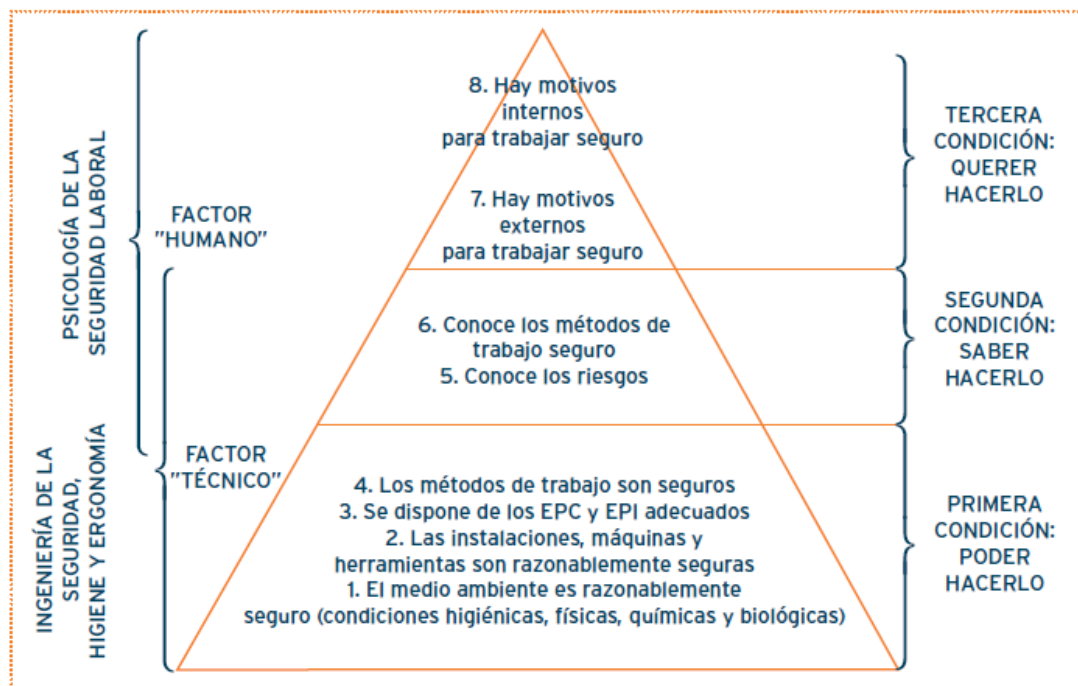 PSICOLOGÍA DE LA
SEGURIDAD LABORAL
INGENIERÍA DE LA
SEGURIDAD,
HIGIENE Y ERGONOMÍA
FACTOR
"HUMANO"
FACTOR
"TÉCNICO"
8. Hay motivos
internos
para trabajar seguro
7. Hay motivos
externos
para trabajar seguro
6. Conoce los métodos de
trabajo seguro
5. Conoce los riesgos
4. Los métodos de trabajo son seguros
3. Se dispone de los EPC y EPI adecuados
2. Las instalaciones, máquinas y
herramientas son razonablemente seguras
1. El medio ambiente es razonablemente
seguro (condiciones higiénicas, físicas, químicas y biológicas)
TERCERA
CONDICIÓN:
QUERER
HACERLO
SEGUNDA
CONDICIÓN:
SABER
HACERLO
PRIMERA
CONDICIÓN:
PODER
HACERLO